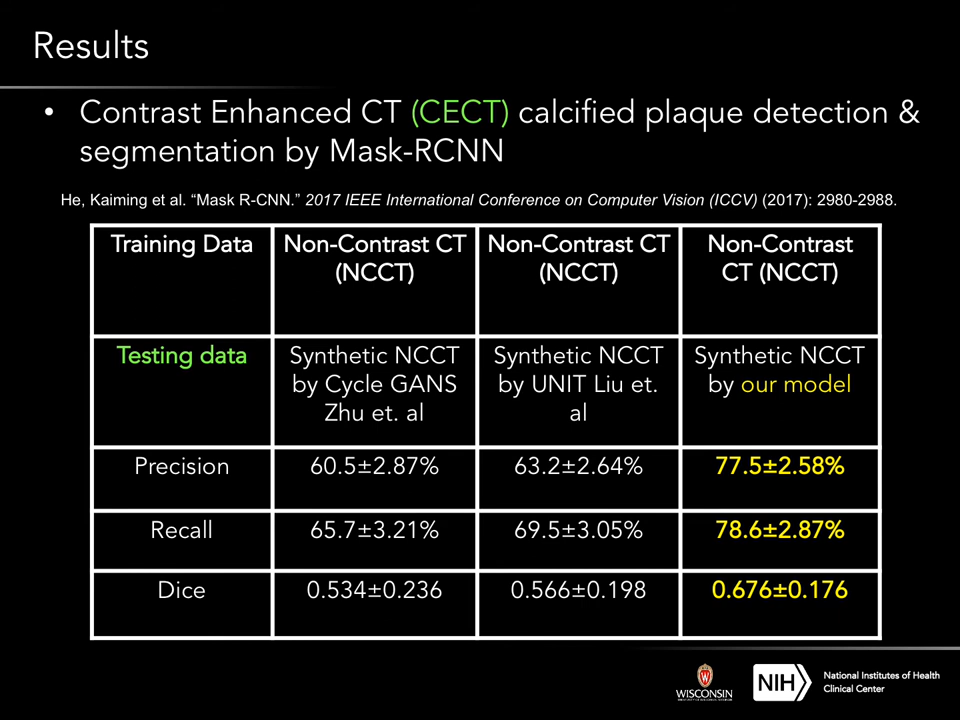 Results
• Contrast Enhanced CT (CECT) calcified plaque detection &
segmentation by Mask-RCNN
He, Kaiming et al. “Mask R-CNN.” 2017 IEEE International Conference on Computer Vision (ICCV) (2017): 2980-2988.
Training Data
Non-Contrast CT
(NCCT)
Non-Contrast CT
(NCCT)
Non-Contrast
CT (NCCT)
Testing data
Synthetic NCCT
by Cycle GANS
Zhu et. al
Synthetic NCCT
by UNIT Liu et.
al
Synthetic NCCT
by our model
Precision
60.5±2.87%
63.2±2.64%
77.5±2.58%
Recall
65.7±3.21%
69.5±3.05%
78.6±2.87%
Dice
0.534±0.236
0.566±0.198
0.676±0.176
WISCONSIN
NIH
National Institutes of Health
Clinical Center